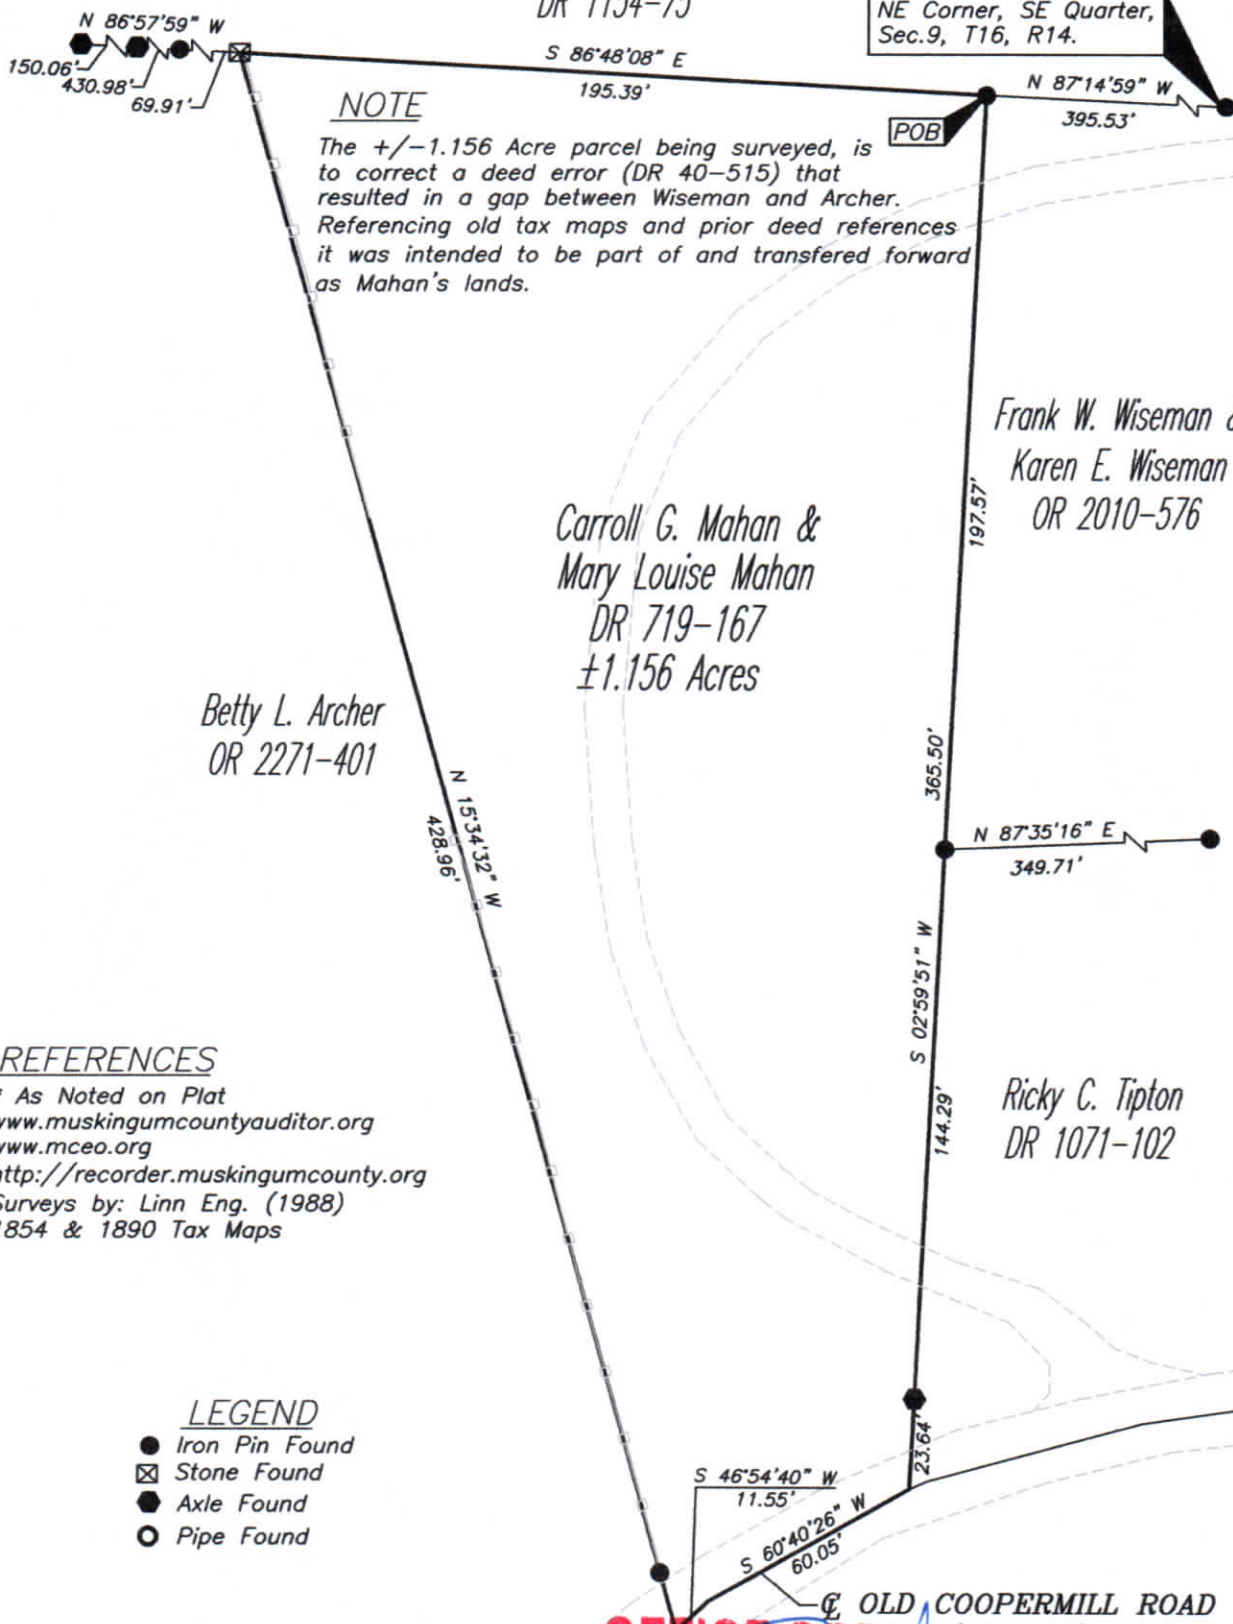 DR 1154-75
NE Corner, SE Quarter,
Sec.9, T16, R14.
N 86°57'59" W
150.06'
430.98'
69.91'
S 86°48'08" E
195.39'
N 87°14'59" W
395.53'
POB
NOTE
The +/-1.156 Acre parcel being surveyed, is
to correct a deed error (DR 40-515) that
resulted in a gap between Wiseman and Archer.
Referencing old tax maps and prior deed references
it was intended to be part of and transfered forward
as Mahan's lands.
Frank W. Wiseman &
Karen E. Wiseman
OR 2010-576
197.57'
Carroll G. Mahan &
Mary Louise Mahan
DR 719-167
±1.156 Acres
Betty L. Archer
OR 2271-401
N 15°34'32" W
428.96'
365.50'
N 87°35'16" E
349.71'
S 02°59'51" W
144.29'
Ricky C. Tipton
DR 1071-102
REFERENCES
* As Noted on Plat
www.muskingumcountyauditor.org
www.mceo.org
http://recorder.muskingumcounty.org
Surveys by: Linn Eng. (1988)
1854 & 1890 Tax Maps
LEGEND
Iron Pin Found
Stone Found
Axle Found
Pipe Found
23.64'
S 46°54'40" W
11.55'
S 60°40'26" W
60.05'
℄ OLD COOPERMILL ROAD